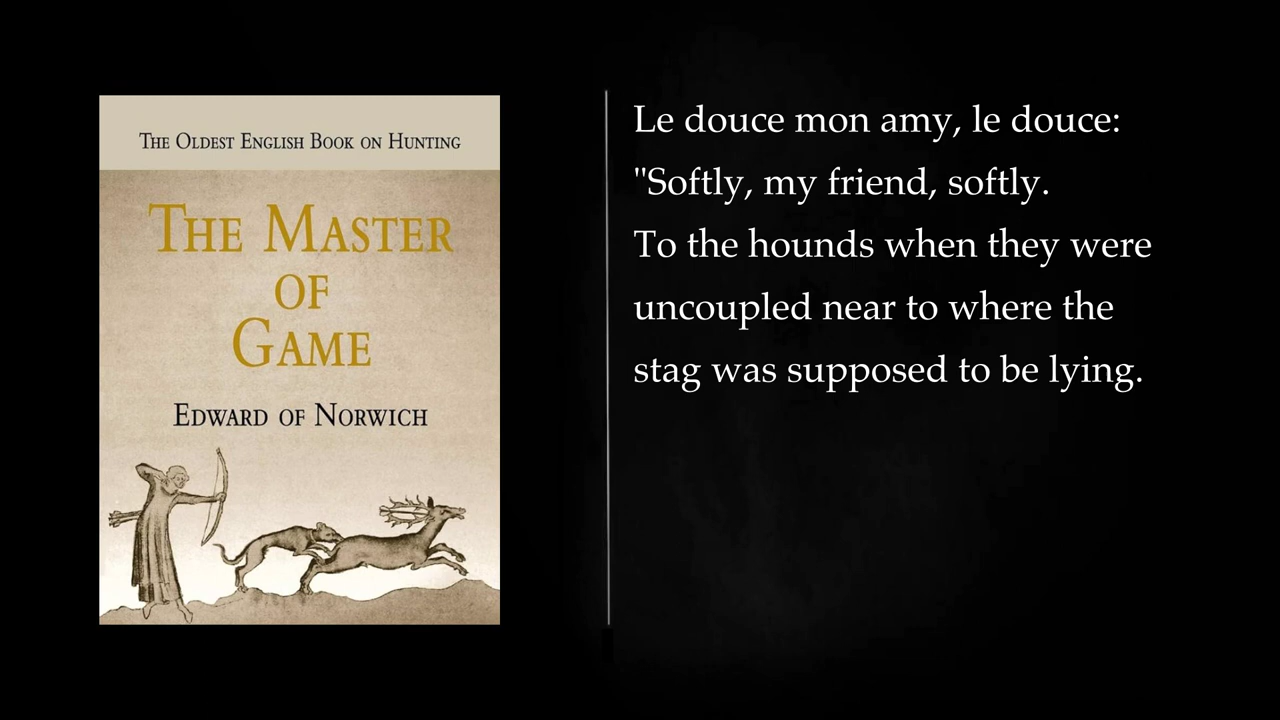 The Oldest English Book on Hunting
The Master
of
Game
Edward of Norwich
Le douce mon amy, le douce:
"Softly, my friend, softly.
To the hounds when they were
uncoupled near to where the
stag was supposed to be lying.